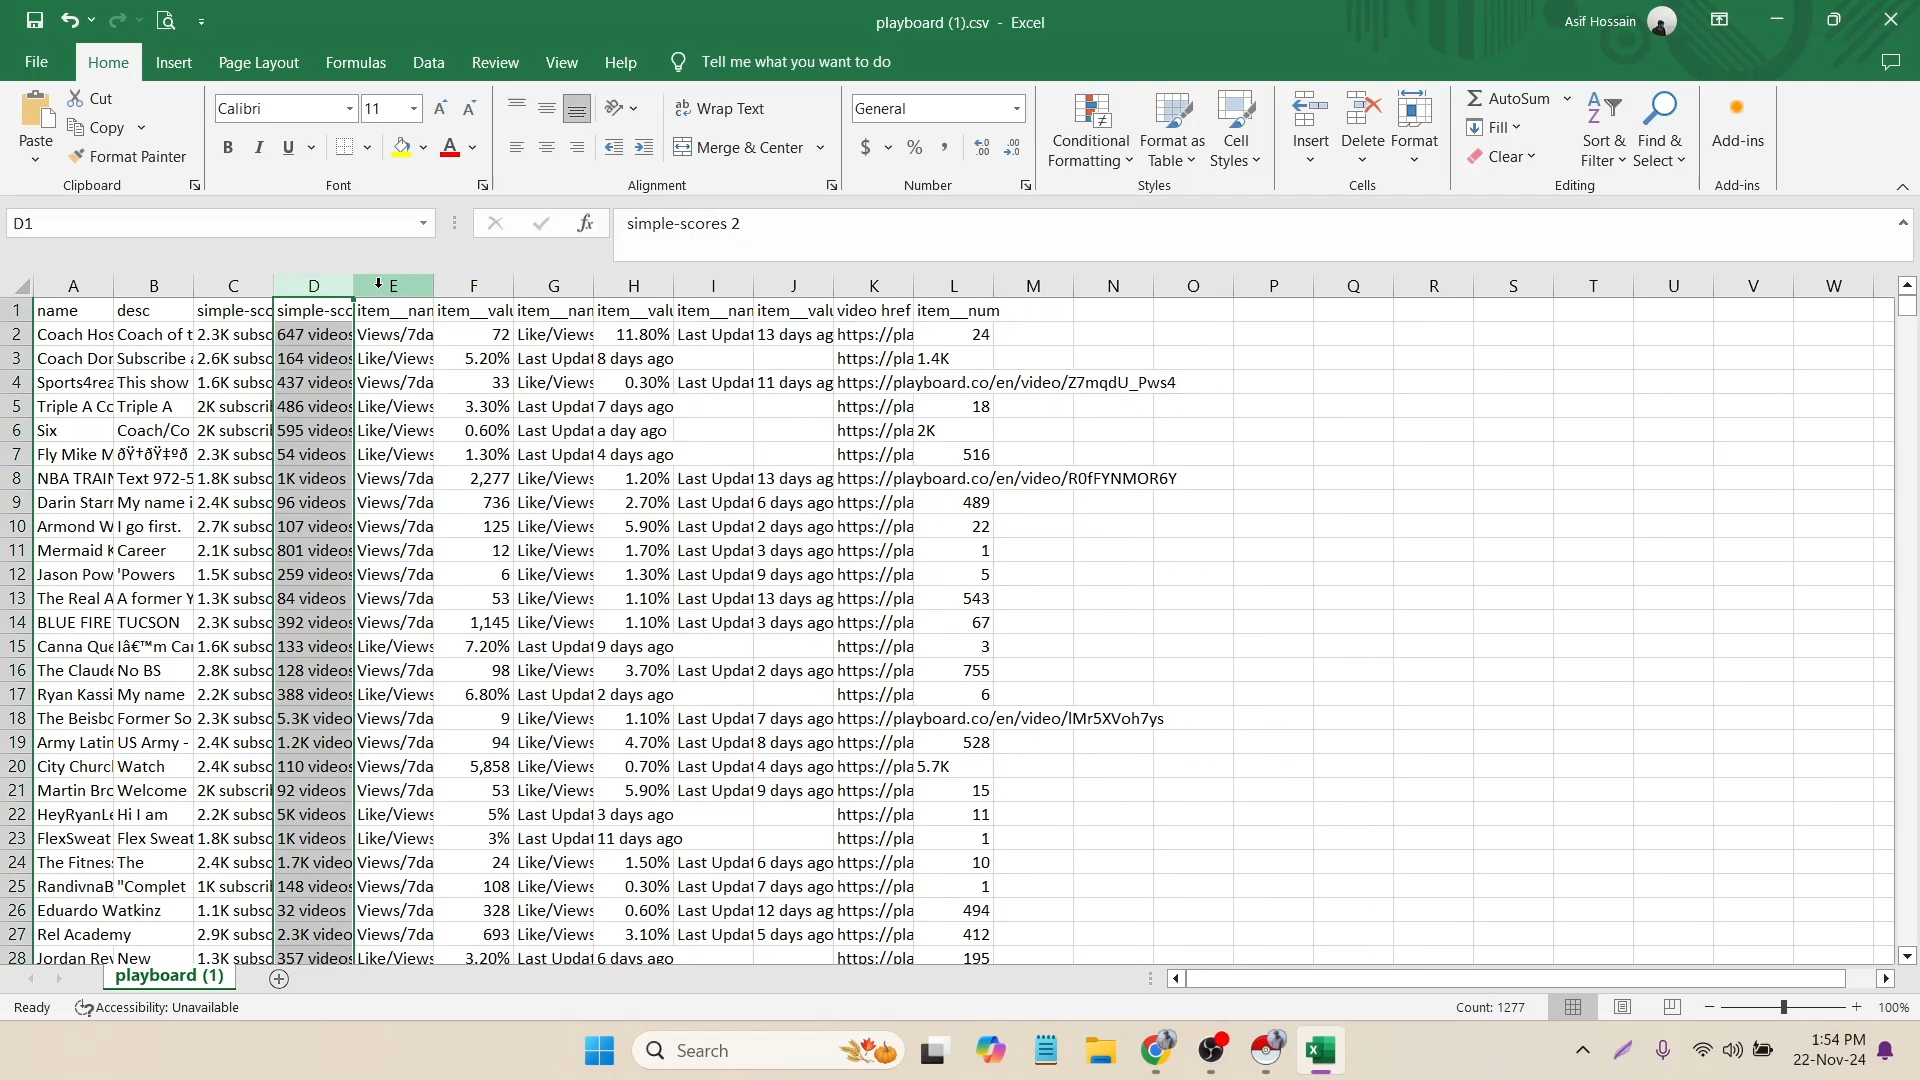 playboard (1).csv - Excel
Asif Hossain
File Home Insert Page Layout Formulas Data Review View Help Tell me what you want to do
Paste
Cut
Copy
Format Painter
Clipboard
Calibri 11
B I U
Font
Wrap Text
Merge & Center
Alignment
General
$ % ,
Number
Conditional Formatting
Format as Table
Cell Styles
Styles
Insert Delete Format
Cells
AutoSum
Fill
Clear
Sort & Filter
Find & Select
Editing
Add-ins
Add-ins
D1 fx simple-scores 2
A B C D E F G H I J K L M N O P Q R S T U V W
1 name desc simple-sco simple-sco item__nan item__valu item__nan item__valu item__nan item__valu video href item__num
2 Coach Hos Coach of t 2.3K subsc 647 videos Views/7da 72 Like/Views 11.80% Last Updat 13 days ag https://pla 24
3 Coach Dor Subscribe a 2.6K subsc 164 videos Like/Views 5.20% Last Updat 8 days ago https://pla 1.4K
4 Sports4rea This show 1.6K subsc 437 videos Views/7da 33 Like/Views 0.30% Last Updat 11 days ag https://playboard.co/en/video/Z7mqdU_Pws4
5 Triple A Cc Triple A 2K subscri 486 videos Like/Views 3.30% Last Updat 7 days ago https://pla 18
6 Six Coach/Co 2K subscri 595 videos Like/Views 0.60% Last Updat a day ago https://pla 2K
7 Fly Mike M ðŸ†ðŸ‡ºð 2.3K subsc 54 videos Like/Views 1.30% Last Updat 4 days ago https://pla 516
8 NBA TRAIN Text 972-5 1.8K subsc 1K videos Views/7da 2,277 Like/Views 1.20% Last Updat 13 days ag https://playboard.co/en/video/R0fFYNMOR6Y
9 Darin Starr My name i 2.4K subsc 96 videos Views/7da 736 Like/Views 2.70% Last Updat 6 days ago https://pla 489
10 Armond W I go first. 2.7K subsc 107 videos Views/7da 125 Like/Views 5.90% Last Updat 2 days ago https://pla 22
11 Mermaid K Career 2.1K subsc 801 videos Views/7da 12 Like/Views 1.70% Last Updat 3 days ago https://pla 1
12 Jason Pow 'Powers 1.5K subsc 259 videos Views/7da 6 Like/Views 1.30% Last Updat 9 days ago https://pla 5
13 The Real A A former Y 1.3K subsc 84 videos Views/7da 53 Like/Views 1.10% Last Updat 13 days ag https://pla 543
14 BLUE FIRE TUCSON 2.3K subsc 392 videos Views/7da 1,145 Like/Views 1.10% Last Updat 3 days ago https://pla 67
15 Canna Que Iâ€™m Car 1.6K subsc 133 videos Like/Views 7.20% Last Updat 9 days ago https://pla 3
16 The Claude No BS 2.8K subsc 128 videos Views/7da 98 Like/Views 3.70% Last Updat 2 days ago https://pla 755
17 Ryan Kassi My name 2.2K subsc 388 videos Like/Views 6.80% Last Updat 2 days ago https://pla 6
18 The Beisbo Former So 2.3K subsc 5.3K video Views/7da 9 Like/Views 1.10% Last Updat 7 days ago https://playboard.co/en/video/lMr5XVoh7ys
19 Army Latin US Army - 2.4K subsc 1.2K video Views/7da 94 Like/Views 4.70% Last Updat 8 days ago https://pla 528
20 City Churcl Watch 2.4K subsc 110 videos Views/7da 5,858 Like/Views 0.70% Last Updat 4 days ago https://pla 5.7K
21 Martin Bro Welcome 2K subscri 92 videos Views/7da 53 Like/Views 5.90% Last Updat 9 days ago https://pla 15
22 HeyRyanLe Hi I am 2.2K subsc 5K videos Like/Views 5% Last Updat 3 days ago https://pla 11
23 FlexSweat Flex Sweat 1.8K subsc 1K videos Like/Views 3% Last Updat 11 days ago https://pla 1
24 The Fitness The 2.4K subsc 1.7K video Views/7da 24 Like/Views 1.50% Last Updat 6 days ago https://pla 10
25 RandivnaB "Complet 1K subscri 148 videos Views/7da 108 Like/Views 0.30% Last Updat 7 days ago https://pla 1
26 Eduardo Watkinz 1.1K subsc 32 videos Views/7da 328 Like/Views 0.60% Last Updat 12 days ag https://pla 494
27 Rel Academy 2.9K subsc 2.3K video Views/7da 693 Like/Views 3.10% Last Updat 5 days ago https://pla 412
28 Jordan Rey New 1.3K subsc 357 videos Like/Views 3.20% Last Updat 6 days ago https://pla 195
playboard (1)
Ready Accessibility: Unavailable Count: 1277 100%
Search
1:54 PM
22-Nov-24